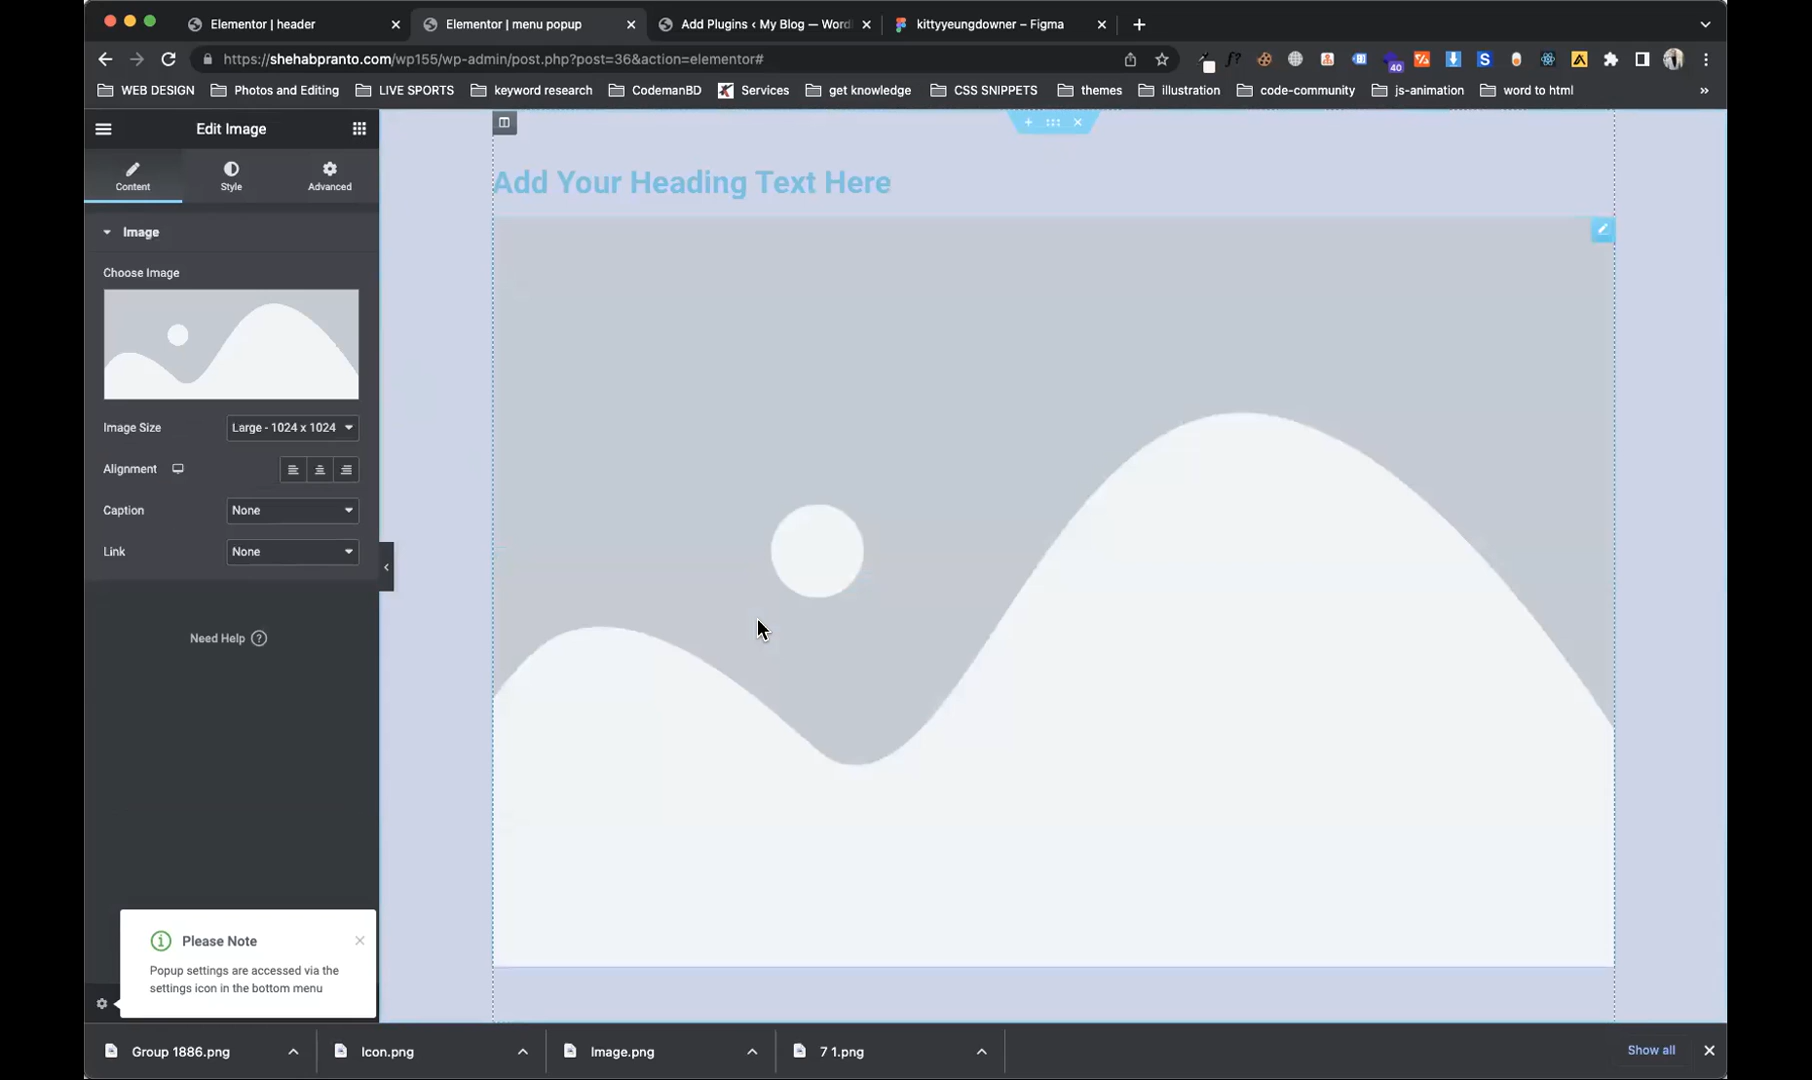 Elementor | header
Elementor | menu popup
Add Plugins ‹ My Blog — Word
kittyyeungdowner – Figma
https://shehabpranto.com/wp155/wp-admin/post.php?post=36&action=elementor#
40
WEB DESIGN
Photos and Editing
LIVE SPORTS
keyword research
CodemanBD
Services
get knowledge
CSS SNIPPETS
themes
illustration
code-community
js-animation
word to html
Edit Image
Content
Style
Advanced
Image
Choose Image
Image Size
Large - 1024 x 1024
Alignment
Caption
None
Link
None
Need Help
Add Your Heading Text Here
Please Note
Popup settings are accessed via the
settings icon in the bottom menu
Group 1886.png
Icon.png
Image.png
7 1.png
Show all